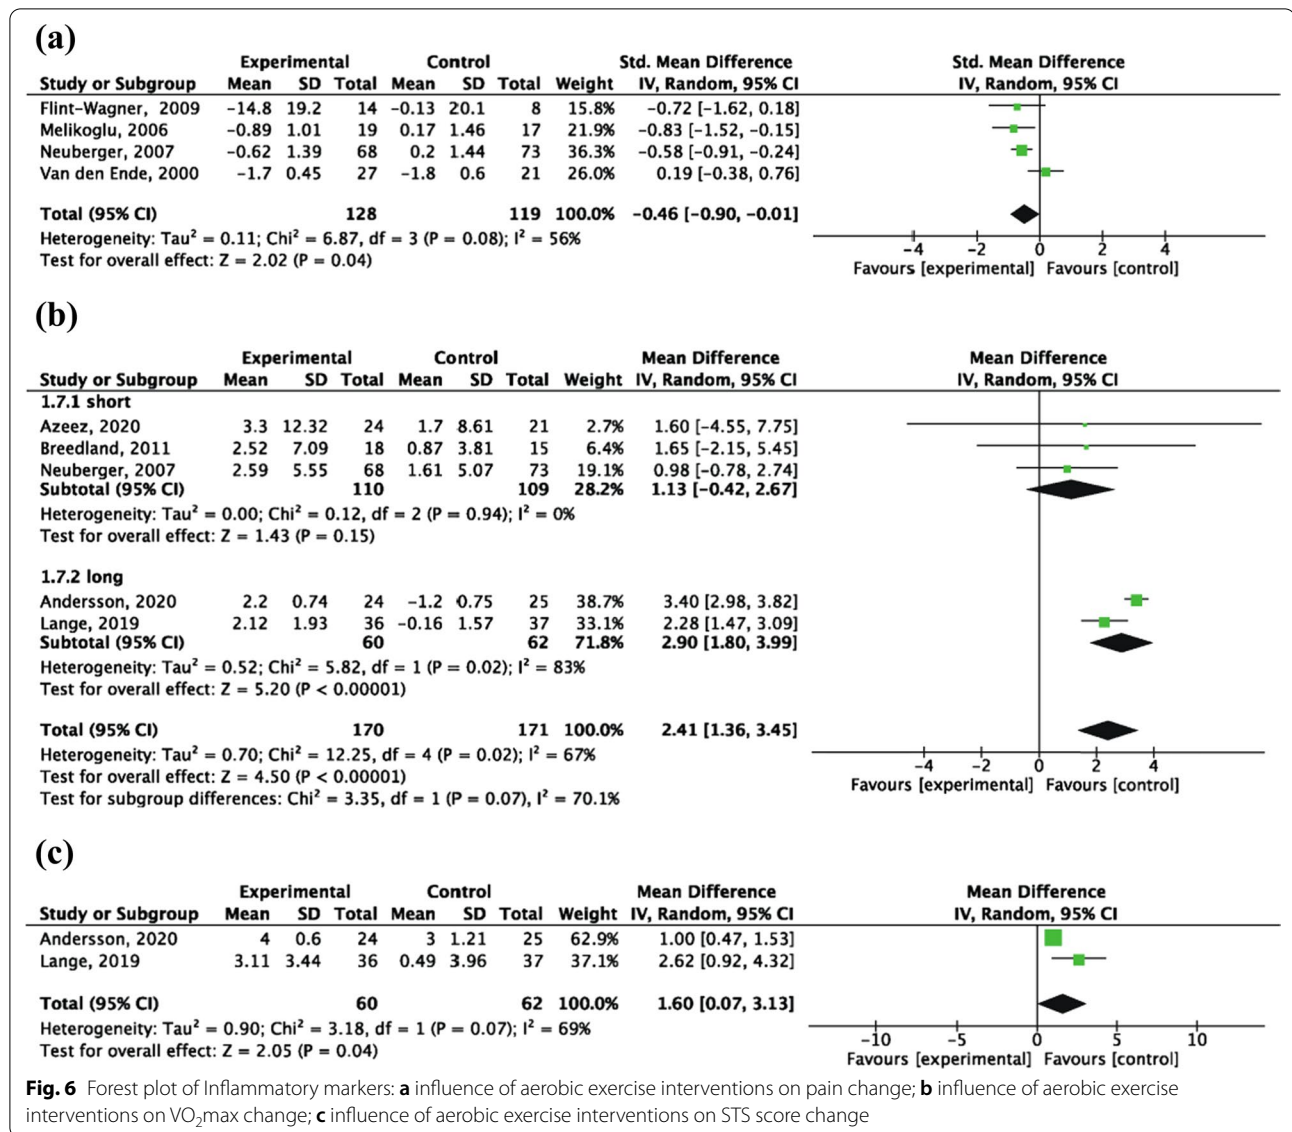 (a)
Experimental Control Std. Mean Difference Std. Mean Difference
Study or Subgroup Mean SD Total Mean SD Total Weight IV, Random, 95% CI IV, Random, 95% CI
Flint-Wagner, 2009 -14.8 19.2 14 -0.13 20.1 8 15.8% -0.72 [-1.62, 0.18]
Melikoglu, 2006 -0.89 1.01 19 0.17 1.46 17 21.9% -0.83 [-1.52, -0.15]
Neuberger, 2007 -0.62 1.39 68 0.2 1.44 73 36.3% -0.58 [-0.91, -0.24]
Van den Ende, 2000 -1.7 0.45 27 -1.8 0.6 21 26.0% 0.19 [-0.38, 0.76]
Total (95% CI) 128 119 100.0% -0.46 [-0.90, -0.01]
Heterogeneity: Tau² = 0.11; Chi² = 6.87, df = 3 (P = 0.08); I² = 56%
Test for overall effect: Z = 2.02 (P = 0.04)
-4 -2 0 2 4
Favours [experimental] Favours [control]
(b)
Experimental Control Mean Difference Mean Difference
Study or Subgroup Mean SD Total Mean SD Total Weight IV, Random, 95% CI IV, Random, 95% CI
1.7.1 short
Azeez, 2020 3.3 12.32 24 1.7 8.61 21 2.7% 1.60 [-4.55, 7.75]
Breedland, 2011 2.52 7.09 18 0.87 3.81 15 6.4% 1.65 [-2.15, 5.45]
Neuberger, 2007 2.59 5.55 68 1.61 5.07 73 19.1% 0.98 [-0.78, 2.74]
Subtotal (95% CI) 110 109 28.2% 1.13 [-0.42, 2.67]
Heterogeneity: Tau² = 0.00; Chi² = 0.12, df = 2 (P = 0.94); I² = 0%
Test for overall effect: Z = 1.43 (P = 0.15)
1.7.2 long
Andersson, 2020 2.2 0.74 24 -1.2 0.75 25 38.7% 3.40 [2.98, 3.82]
Lange, 2019 2.12 1.93 36 -0.16 1.57 37 33.1% 2.28 [1.47, 3.09]
Subtotal (95% CI) 60 62 71.8% 2.90 [1.80, 3.99]
Heterogeneity: Tau² = 0.52; Chi² = 5.82, df = 1 (P = 0.02); I² = 83%
Test for overall effect: Z = 5.20 (P < 0.00001)
Total (95% CI) 170 171 100.0% 2.41 [1.36, 3.45]
Heterogeneity: Tau² = 0.70; Chi² = 12.25, df = 4 (P = 0.02); I² = 67%
Test for overall effect: Z = 4.50 (P < 0.00001)
Test for subgroup differences: Chi² = 3.35, df = 1 (P = 0.07), I² = 70.1%
-4 -2 0 2 4
Favours [experimental] Favours [control]
(c)
Experimental Control Mean Difference Mean Difference
Study or Subgroup Mean SD Total Mean SD Total Weight IV, Random, 95% CI IV, Random, 95% CI
Andersson, 2020 4 0.6 24 3 1.21 25 62.9% 1.00 [0.47, 1.53]
Lange, 2019 3.11 3.44 36 0.49 3.96 37 37.1% 2.62 [0.92, 4.32]
Total (95% CI) 60 62 100.0% 1.60 [0.07, 3.13]
Heterogeneity: Tau² = 0.90; Chi² = 3.18, df = 1 (P = 0.07); I² = 69%
Test for overall effect: Z = 2.05 (P = 0.04)
-10 -5 0 5 10
Favours [experimental] Favours [control]
Fig. 6 Forest plot of Inflammatory markers: a influence of aerobic exercise interventions on pain change; b influence of aerobic exercise
interventions on VO₂max change; c influence of aerobic exercise interventions on STS score change